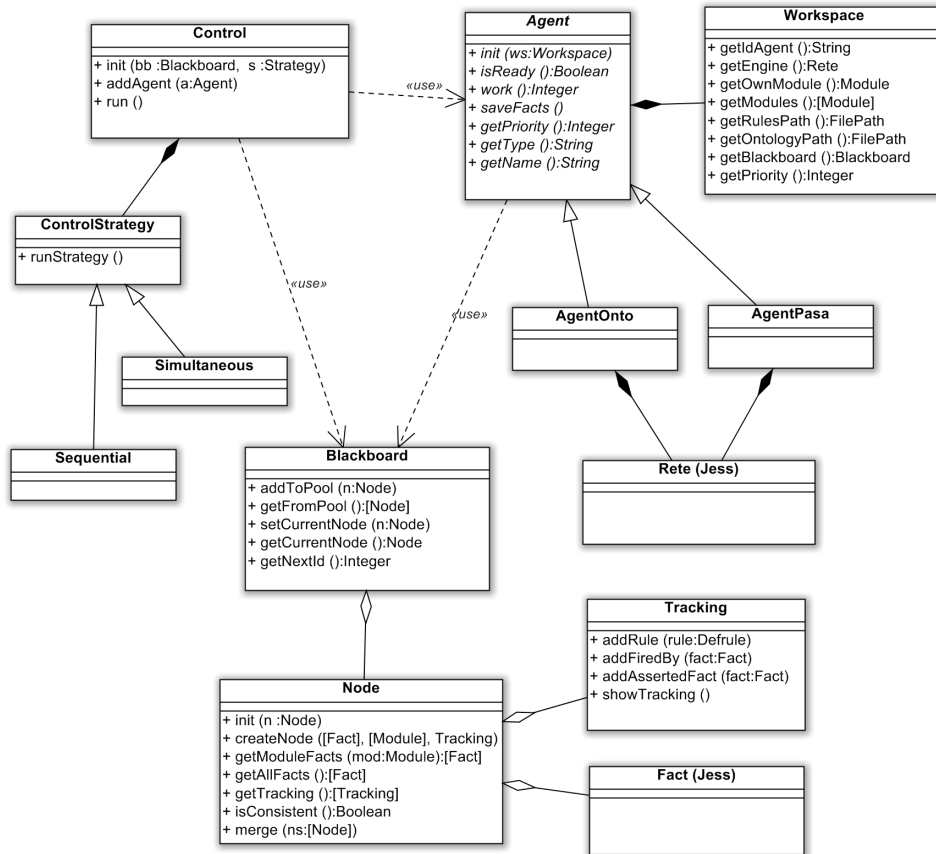 Control
+ init (bb :Blackboard,  s :Strategy)
+ addAgent (a:Agent)
+ run ()
Agent
+ init (ws:Workspace)
+ isReady ():Boolean
+ work ():Integer
+ saveFacts ()
+ getPriority ():Integer
+ getType ():String
+ getName ():String
Workspace
+ getIdAgent ():String
+ getEngine ():Rete
+ getOwnModule ():Module
+ getModules ():[Module]
+ getRulesPath ():FilePath
+ getOntologyPath ():FilePath
+ getBlackboard ():Blackboard
+ getPriority ():Integer
«use»
ControlStrategy
+ runStrategy ()
«use»
«use»
AgentOnto
AgentPasa
Simultaneous
Sequential
Blackboard
+ addToPool (n:Node)
+ getFromPool ():[Node]
+ setCurrentNode (n:Node)
+ getCurrentNode ():Node
+ getNextId ():Integer
Rete (Jess)
Tracking
+ addRule (rule:Defrule)
+ addFiredBy (fact:Fact)
+ addAssertedFact (fact:Fact)
+ showTracking ()
Node
+ init (n :Node)
+ createNode ([Fact], [Module], Tracking)
+ getModuleFacts (mod:Module):[Fact]
+ getAllFacts ():[Fact]
+ getTracking ():[Tracking]
+ isConsistent ():Boolean
+ merge (ns:[Node])
Fact (Jess)